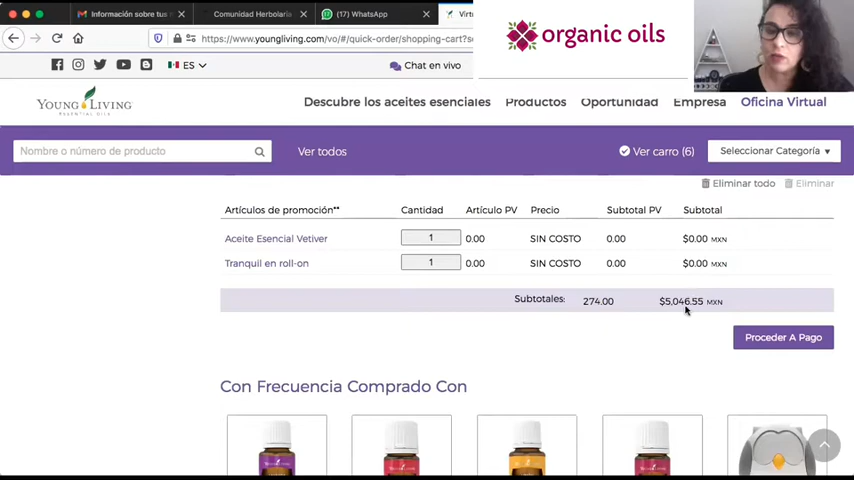 Información sobre tus
Comunidad Herbolaria
(17) WhatsApp
organic oils
https://www.youngliving.com/vo/#/quick-order/shopping-cart?s
ES
Chat en vivo
YOUNG LIVING
ESSENTIAL OILS
Descubre los aceites esenciales
Productos
Oportunidad
Empresa
Oficina Virtual
Nombre o número de producto
Ver todos
Ver carro (6)
Seleccionar Categoría
Eliminar todo
Eliminar
Artículos de promoción** Cantidad Artículo PV Precio Subtotal PV Subtotal
Aceite Esencial Vetiver 1 0.00 SIN COSTO 0.00 $0.00 MXN
Tranquil en roll-on 1 0.00 SIN COSTO 0.00 $0.00 MXN
Subtotales: 274.00 $5,046.55 MXN
Proceder A Pago
Con Frecuencia Comprado Con